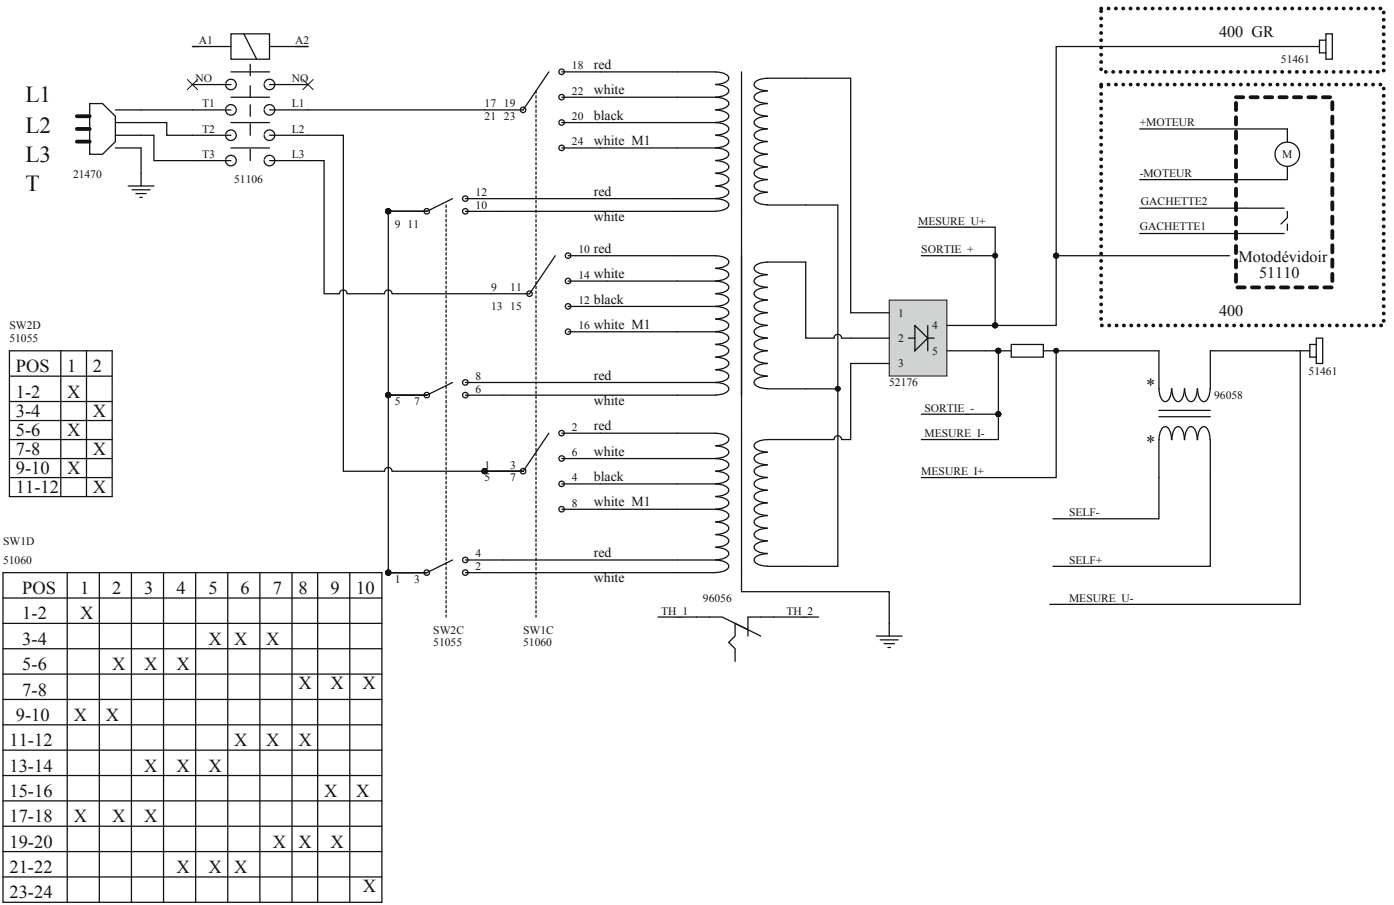 A1 A2
NO NO
L1
T1 L1
L2
T2 L2
L3
T3 L3
T
21470
51106
17 19
21 23
18 red
22 white
20 black
24 white M1
12 red
10 white
9 11
9 11
13 15
10 red
14 white
12 black
16 white M1
8 red
6 white
5 7
1 3
5 7
2 red
6 white
4 black
8 white M1
4 red
2 white
1 3
SW2C
51055
SW1C
51060
96056
TH_1 TH_2
MESURE_U+
SORTIE_+
1
2
3
4
5
52176
SORTIE_-
MESURE_I-
MESURE_I+
SELF-
SELF+
MESURE_U-
*
*
96058
51461
400 GR
51461
+MOTEUR
M
-MOTEUR
GACHETTE2
GACHETTE1
Motodévidoir
51110
400
SW2D
51055
POS 1 2
1-2 X
3-4 X
5-6 X
7-8 X
9-10 X
11-12 X
SW1D
51060
POS 1 2 3 4 5 6 7 8 9 10
1-2 X
3-4 X X X
5-6 X X X
7-8 X X X
9-10 X X
11-12 X X X
13-14 X X X
15-16 X X
17-18 X X X
19-20 X X X
21-22 X X X
23-24 X